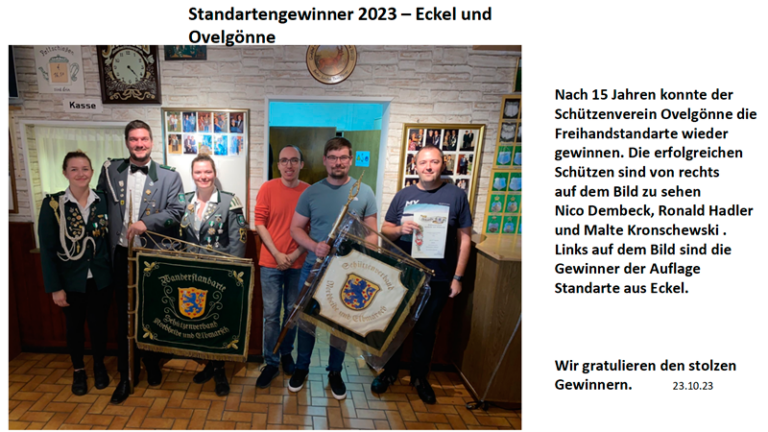 Standartengewinner 2023 – Eckel und
Ovelgönne
Kasse
Wanderstandarte
Schützenverband
Nordheide und Elbmarsch
Schützenverband
Nordheide und Elbmarsch
Nach 15 Jahren konnte der
Schützenverein Ovelgönne die
Freihandstandarte wieder
gewinnen. Die erfolgreichen
Schützen sind von rechts
auf dem Bild zu sehen
Nico Dembeck, Ronald Hadler
und Malte Kronschewski .
Links auf dem Bild sind die
Gewinner der Auflage
Standarte aus Eckel.
Wir gratulieren den stolzen
Gewinnern. 23.10.23